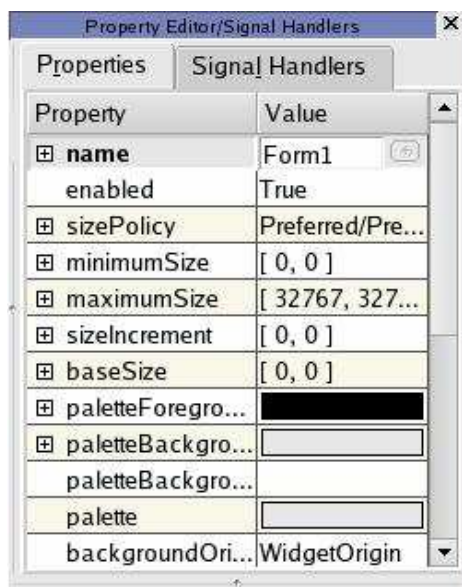 Property Editor/Signal Handlers
Properties Signal Handlers
Property Value
name Form1
enabled True
sizePolicy Preferred/Pre...
minimumSize [ 0, 0 ]
maximumSize [ 32767, 327...
sizeIncrement [ 0, 0 ]
baseSize [ 0, 0 ]
paletteForegro...
paletteBackgro...
paletteBackgro...
palette
backgroundOri... WidgetOrigin